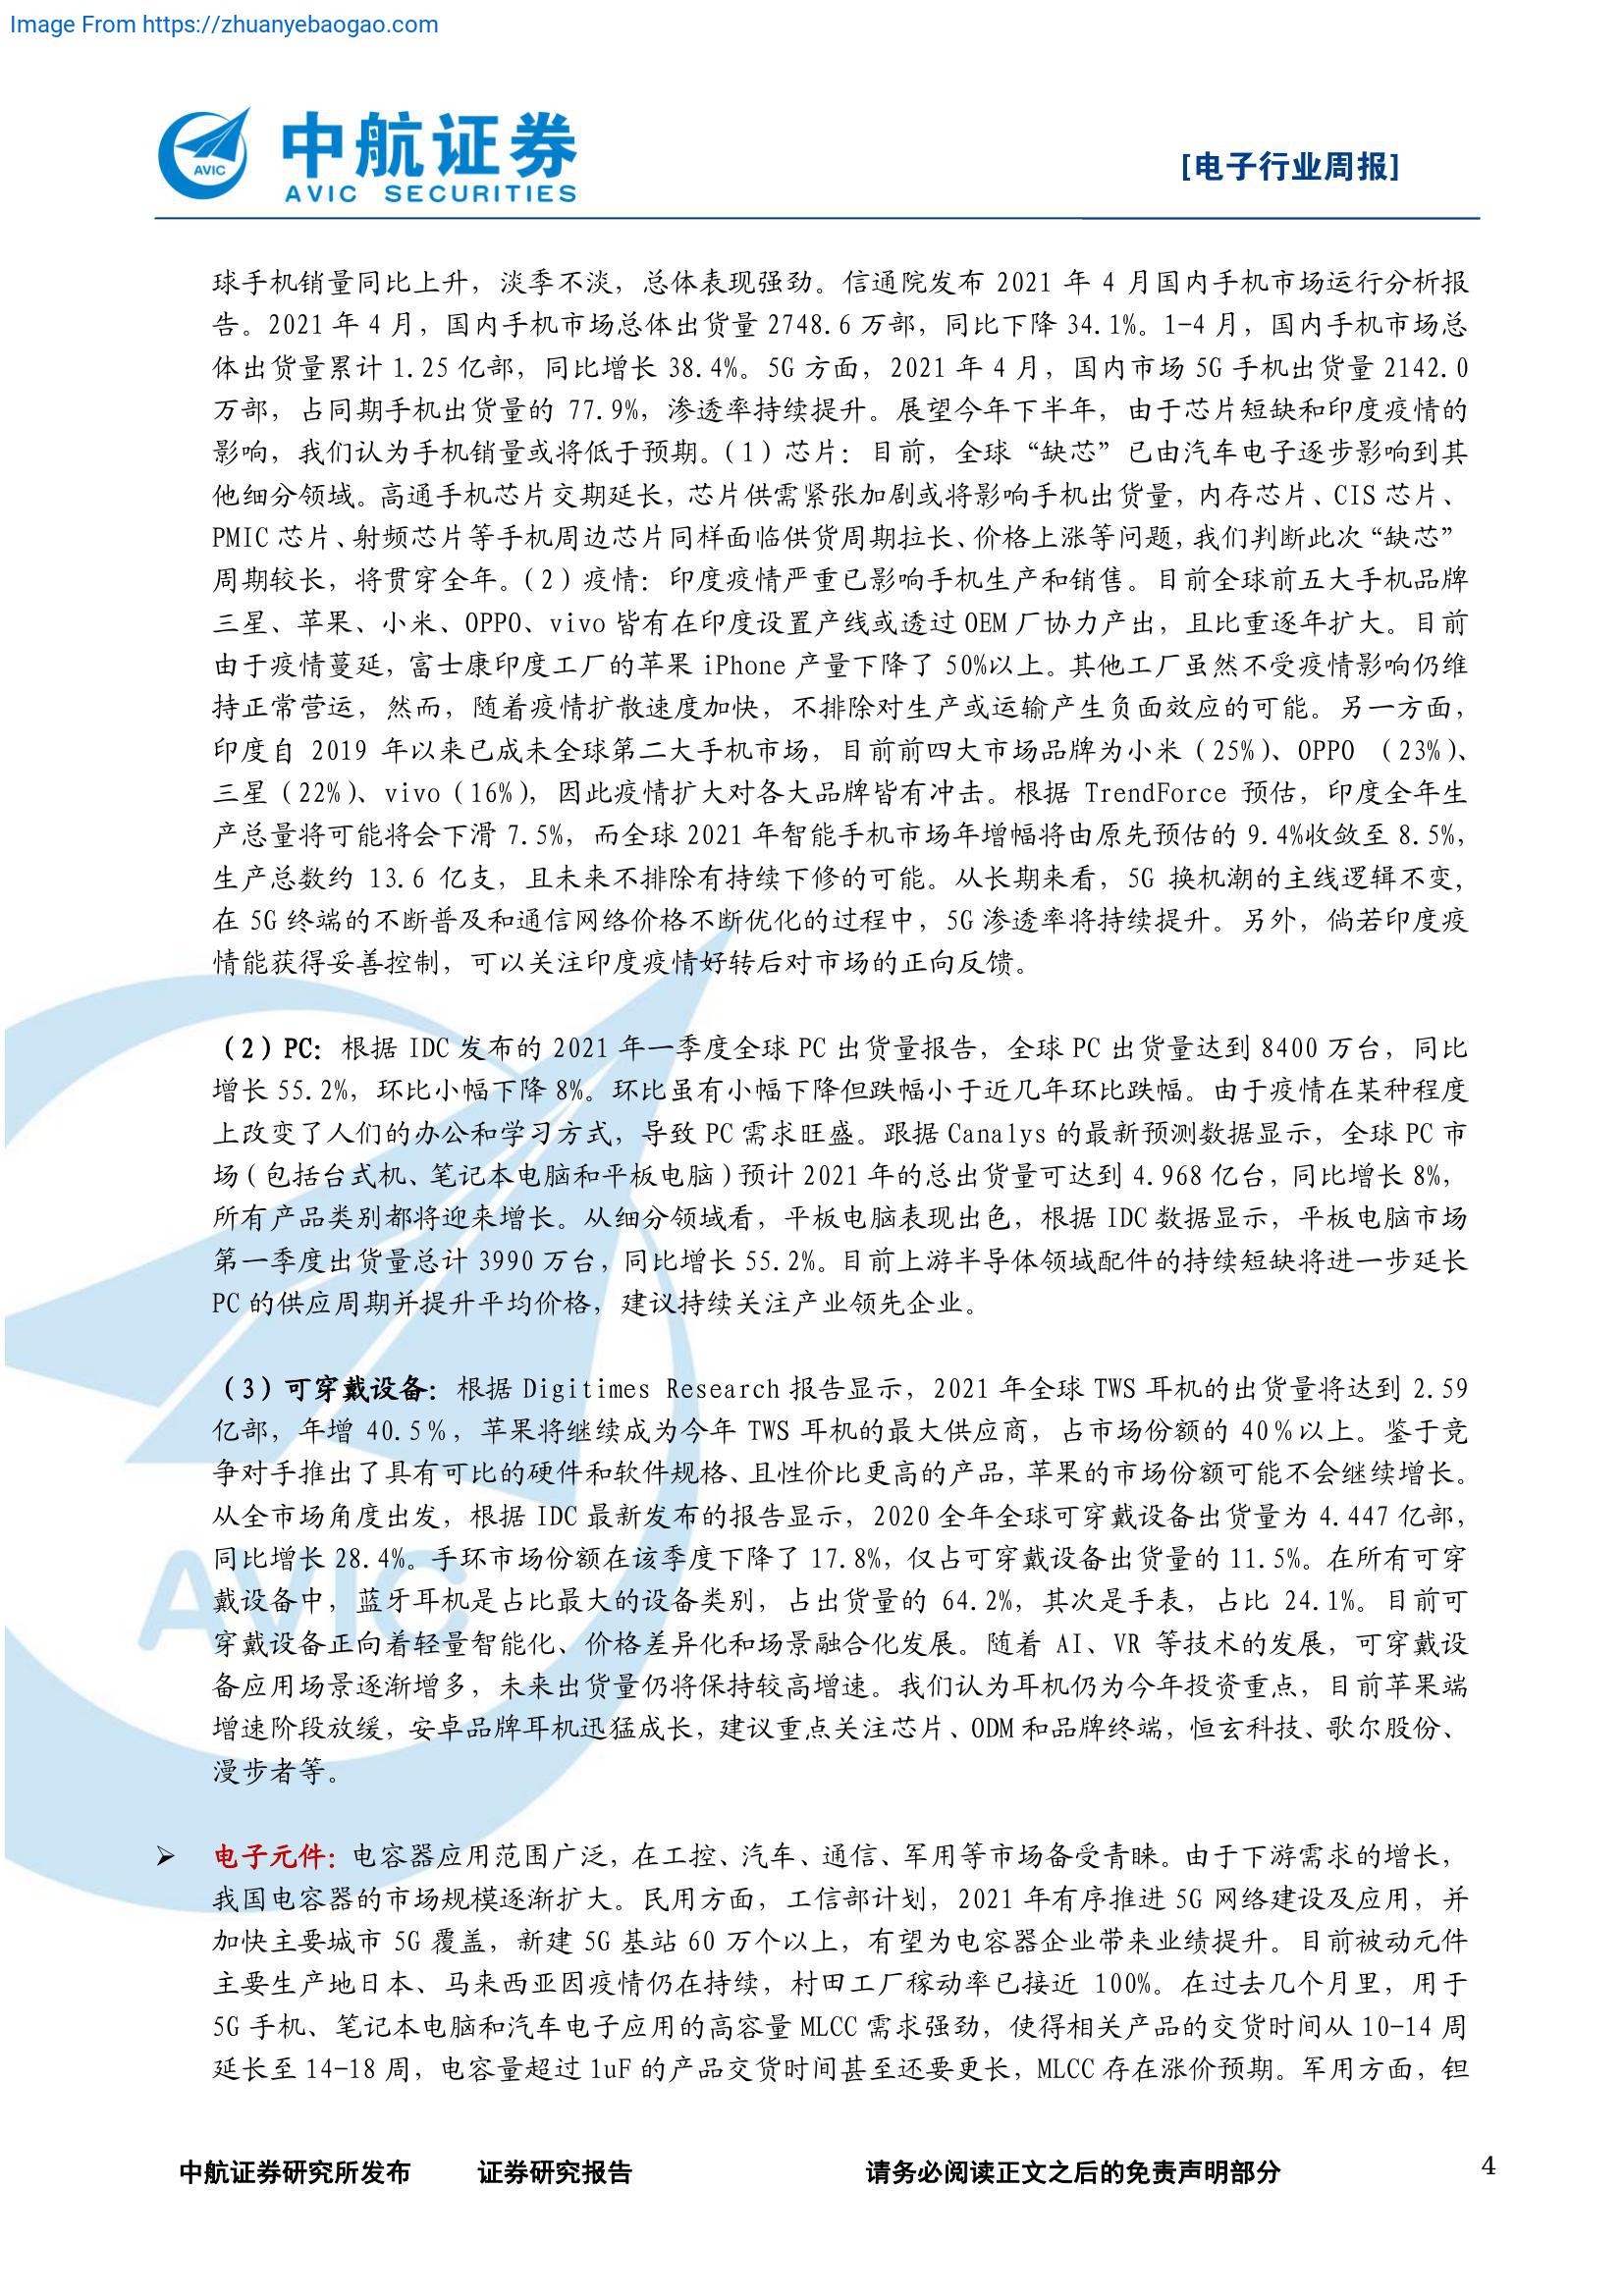 Image From https://zhuanyebaogao.com
中航证券
AVIC
AVIC SECURITIES
[电子行业周报]
球手机销量同比上升，淡季不淡，总体表现强劲。信通院发布 2021 年 4 月国内手机市场运行分析报
告。2021 年 4 月，国内手机市场总体出货量 2748.6 万部，同比下降 34.1%。1-4 月，国内手机市场总
体出货量累计 1.25 亿部，同比增长 38.4%。5G 方面，2021 年 4 月，国内市场 5G 手机出货量 2142.0
万部，占同期手机出货量的 77.9%，渗透率持续提升。展望今年下半年，由于芯片短缺和印度疫情的
影响，我们认为手机销量或将低于预期。（1）芯片：目前，全球“缺芯”已由汽车电子逐步影响到其
他细分领域。高通手机芯片交期延长，芯片供需紧张加剧或将影响手机出货量，内存芯片、CIS 芯片、
PMIC 芯片、射频芯片等手机周边芯片同样面临供货周期拉长、价格上涨等问题，我们判断此次“缺芯”
周期较长，将贯穿全年。（2）疫情：印度疫情严重已影响手机生产和销售。目前全球前五大手机品牌
三星、苹果、小米、OPPO、vivo 皆有在印度设置产线或透过 OEM 厂协力产出，且比重逐年扩大。目前
由于疫情蔓延，富士康印度工厂的苹果 iPhone 产量下降了 50%以上。其他工厂虽然不受疫情影响仍维
持正常营运，然而，随着疫情扩散速度加快，不排除对生产或运输产生负面效应的可能。另一方面，
印度自 2019 年以来已成未全球第二大手机市场，目前前四大市场品牌为小米（25%）、OPPO （23%）、
三星（22%）、vivo（16%），因此疫情扩大对各大品牌皆有冲击。根据 TrendForce 预估，印度全年生
产总量将可能将会下滑 7.5%，而全球 2021 年智能手机市场年增幅将由原先预估的 9.4%收敛至 8.5%，
生产总数约 13.6 亿支，且未来不排除有持续下修的可能。从长期来看，5G 换机潮的主线逻辑不变，
在 5G 终端的不断普及和通信网络价格不断优化的过程中，5G 渗透率将持续提升。另外，倘若印度疫
情能获得妥善控制，可以关注印度疫情好转后对市场的正向反馈。
（2）PC：根据 IDC 发布的 2021 年一季度全球 PC 出货量报告，全球 PC 出货量达到 8400 万台，同比
增长 55.2%，环比小幅下降 8%。环比虽有小幅下降但跌幅小于近几年环比跌幅。由于疫情在某种程度
上改变了人们的办公和学习方式，导致 PC 需求旺盛。跟据 Canalys 的最新预测数据显示，全球 PC 市
场（包括台式机、笔记本电脑和平板电脑）预计 2021 年的总出货量可达到 4.968 亿台，同比增长 8%，
所有产品类别都将迎来增长。从细分领域看，平板电脑表现出色，根据 IDC 数据显示，平板电脑市场
第一季度出货量总计 3990 万台，同比增长 55.2%。目前上游半导体领域配件的持续短缺将进一步延长
PC 的供应周期并提升平均价格，建议持续关注产业领先企业。
（3）可穿戴设备：根据 Digitimes Research 报告显示，2021 年全球 TWS 耳机的出货量将达到 2.59
亿部，年增 40.5％，苹果将继续成为今年 TWS 耳机的最大供应商，占市场份额的 40％以上。鉴于竞
争对手推出了具有可比的硬件和软件规格、且性价比更高的产品，苹果的市场份额可能不会继续增长。
从全市场角度出发，根据 IDC 最新发布的报告显示，2020 全年全球可穿戴设备出货量为 4.447 亿部，
同比增长 28.4%。手环市场份额在该季度下降了 17.8%，仅占可穿戴设备出货量的 11.5%。在所有可穿
戴设备中，蓝牙耳机是占比最大的设备类别，占出货量的 64.2%，其次是手表，占比 24.1%。目前可
穿戴设备正向着轻量智能化、价格差异化和场景融合化发展。随着 AI、VR 等技术的发展，可穿戴设
备应用场景逐渐增多，未来出货量仍将保持较高增速。我们认为耳机仍为今年投资重点，目前苹果端
增速阶段放缓，安卓品牌耳机迅猛成长，建议重点关注芯片、ODM 和品牌终端，恒玄科技、歌尔股份、
漫步者等。
➢ 电子元件：电容器应用范围广泛，在工控、汽车、通信、军用等市场备受青睐。由于下游需求的增长，
我国电容器的市场规模逐渐扩大。民用方面，工信部计划，2021 年有序推进 5G 网络建设及应用，并
加快主要城市 5G 覆盖，新建 5G 基站 60 万个以上，有望为电容器企业带来业绩提升。目前被动元件
主要生产地日本、马来西亚因疫情仍在持续，村田工厂稼动率已接近 100%。在过去几个月里，用于
5G 手机、笔记本电脑和汽车电子应用的高容量 MLCC 需求强劲，使得相关产品的交货时间从 10-14 周
延长至 14-18 周，电容量超过 1uF 的产品交货时间甚至还要更长，MLCC 存在涨价预期。军用方面，钽
AVIC
中航证券研究所发布 证券研究报告 请务必阅读正文之后的免责声明部分 4